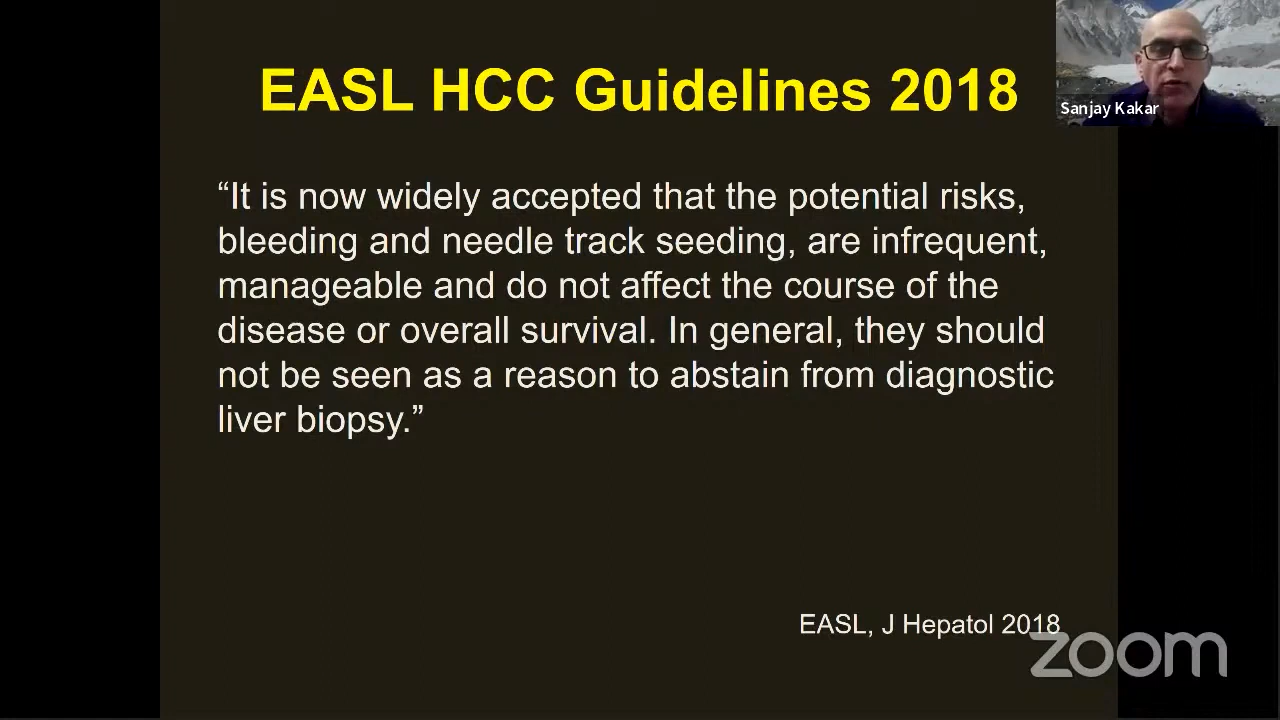 EASL HCC Guidelines 2018
Sanjay Kakar
“It is now widely accepted that the potential risks,
bleeding and needle track seeding, are infrequent,
manageable and do not affect the course of the
disease or overall survival. In general, they should
not be seen as a reason to abstain from diagnostic
liver biopsy.”
EASL, J Hepatol 2018
zoom